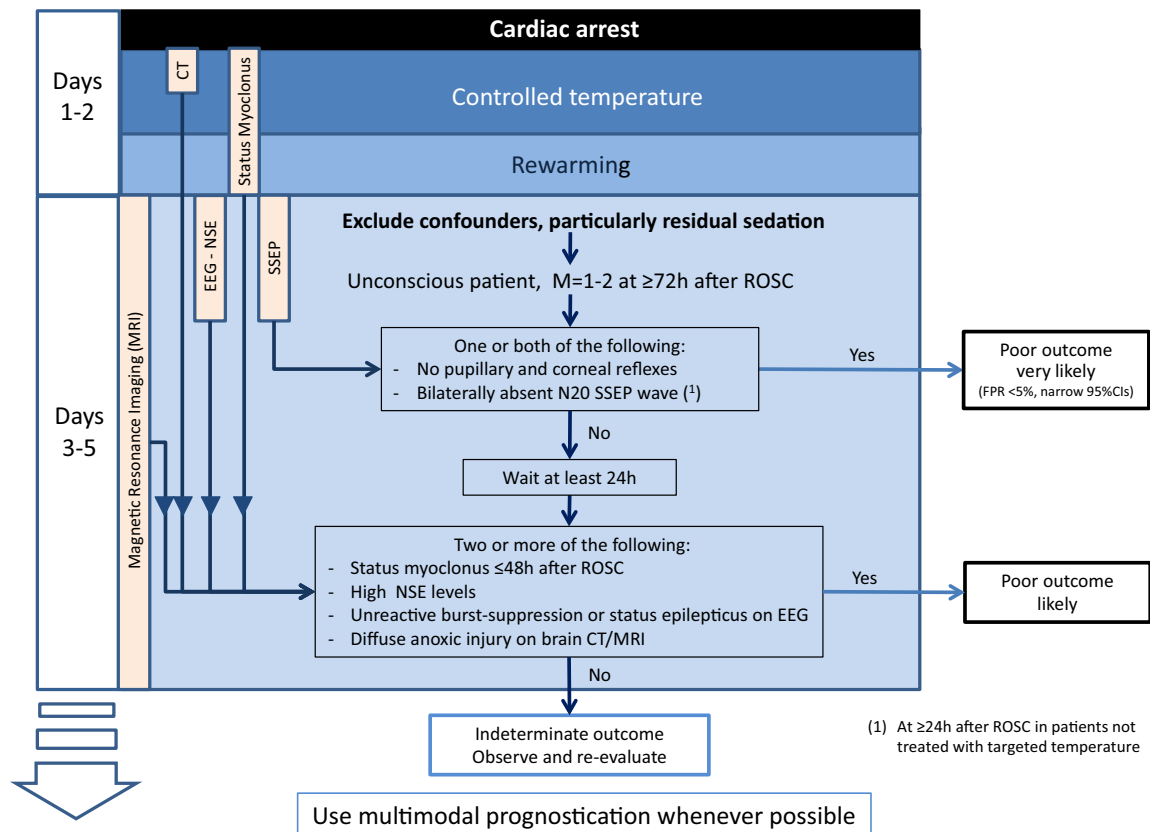 Cardiac arrest
Days
1-2
CT
Status Myoclonus
Controlled temperature
Rewarming
Days
3-5
Magnetic Resonance Imaging (MRI)
EEG - NSE
SSEP
Exclude confounders, particularly residual sedation
Unconscious patient, M=1-2 at ≥72h after ROSC
One or both of the following:
- No pupillary and corneal reflexes
- Bilaterally absent N20 SSEP wave (¹)
Yes
Poor outcome
very likely
(FPR <5%, narrow 95%CIs)
No
Wait at least 24h
Two or more of the following:
- Status myoclonus ≤48h after ROSC
- High NSE levels
- Unreactive burst-suppression or status epilepticus on EEG
- Diffuse anoxic injury on brain CT/MRI
Yes
Poor outcome
likely
No
Indeterminate outcome
Observe and re-evaluate
(1) At ≥24h after ROSC in patients not
treated with targeted temperature
Use multimodal prognostication whenever possible